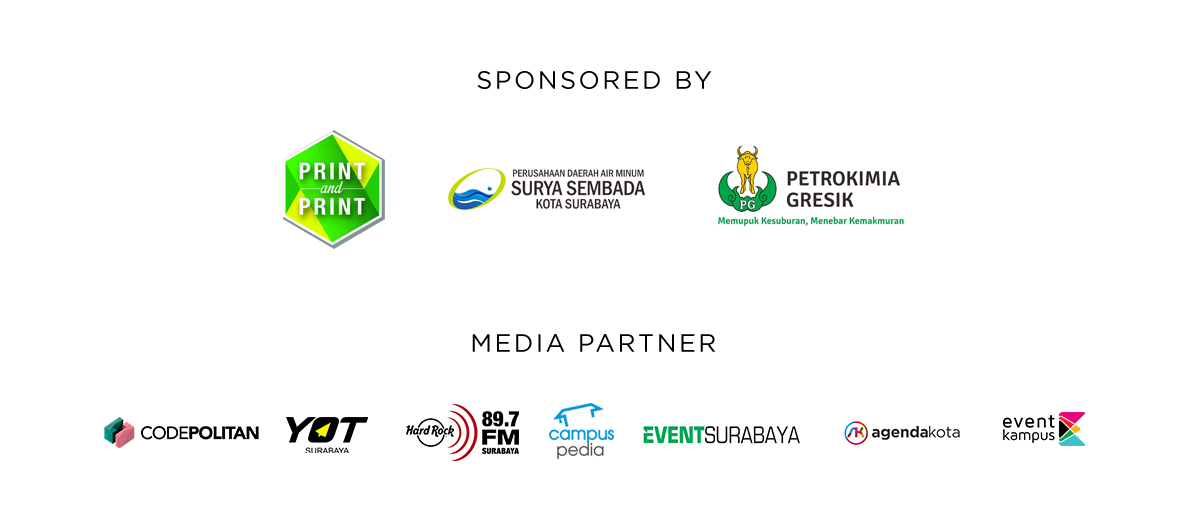 SPONSORED BY
PRINT
and
PRINT
PERUSAHAAN DAERAH AIR MINUM
SURYA SEMBADA
KOTA SURABAYA
PG
PETROKIMIA
GRESIK
Memupuk Kesuburan, Menebar Kemakmuran
MEDIA PARTNER
CODEPOLITAN
YOT
SURABAYA
Hard Rock
89.7
FM
SURABAYA
campus
pedia
EVENTSURABAYA
agendakota
event
kampus